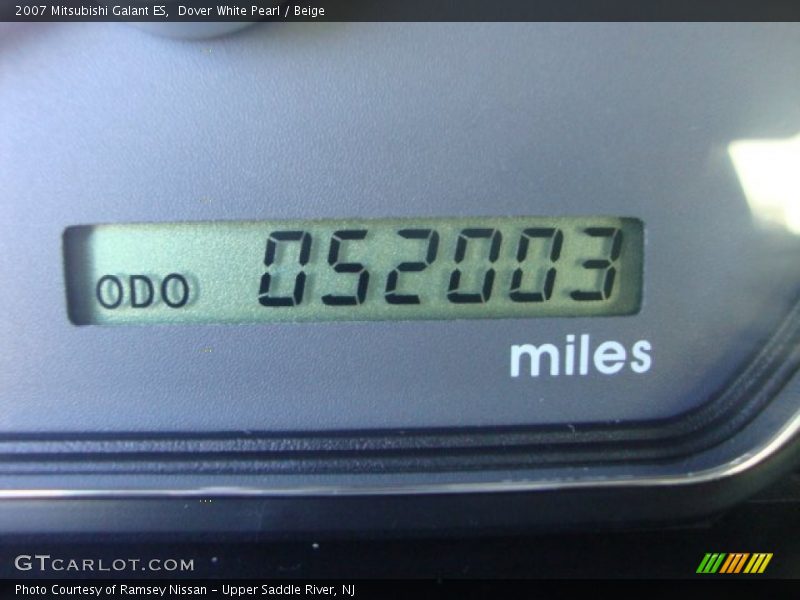 2007 Mitsubishi Galant ES, Dover White Pearl / Beige
ODO 052003
miles
GTCARLOT.COM
Photo Courtesy of Ramsey Nissan - Upper Saddle River, NJ